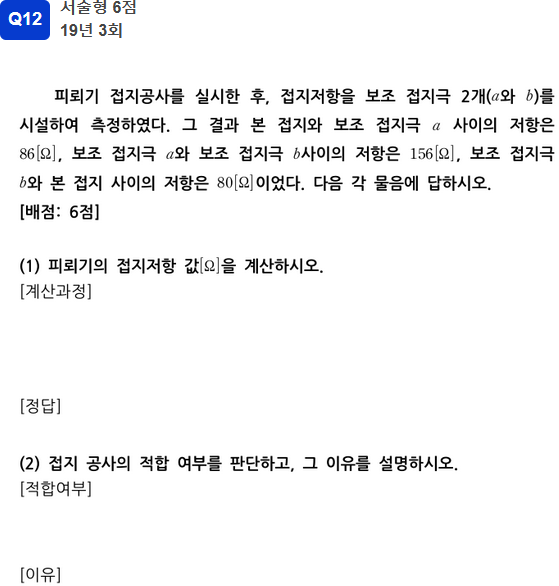 Q12
서술형 6점
19년 3회
피뢰기 접지공사를 실시한 후, 접지저항을 보조 접지극 2개(a와 b)를
시설하여 측정하였다. 그 결과 본 접지와 보조 접지극 a 사이의 저항은
86[Ω], 보조 접지극 a와 보조 접지극 b사이의 저항은 156[Ω], 보조 접지극
b와 본 접지 사이의 저항은 80[Ω]이었다. 다음 각 물음에 답하시오.
[배점: 6점]
(1) 피뢰기의 접지저항 값[Ω]을 계산하시오.
[계산과정]
[정답]
(2) 접지 공사의 적합 여부를 판단하고, 그 이유를 설명하시오.
[적합여부]
[이유]